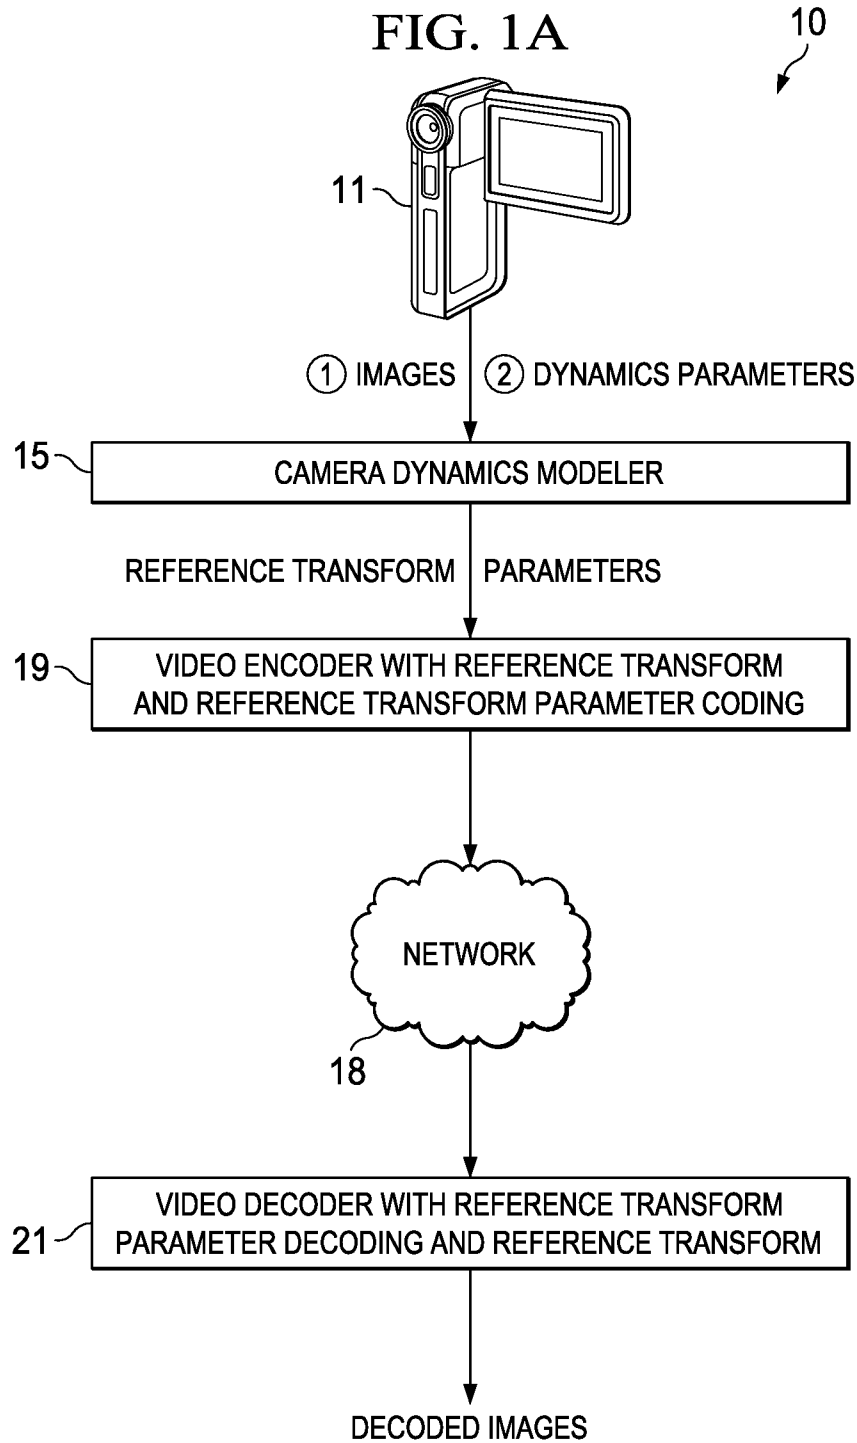 FIG. 1A
10
11
1 IMAGES 2 DYNAMICS PARAMETERS
15
CAMERA DYNAMICS MODELER
REFERENCE TRANSFORM PARAMETERS
19
VIDEO ENCODER WITH REFERENCE TRANSFORM
AND REFERENCE TRANSFORM PARAMETER CODING
NETWORK
18
VIDEO DECODER WITH REFERENCE TRANSFORM
21
PARAMETER DECODING AND REFERENCE TRANSFORM
DECODED IMAGES